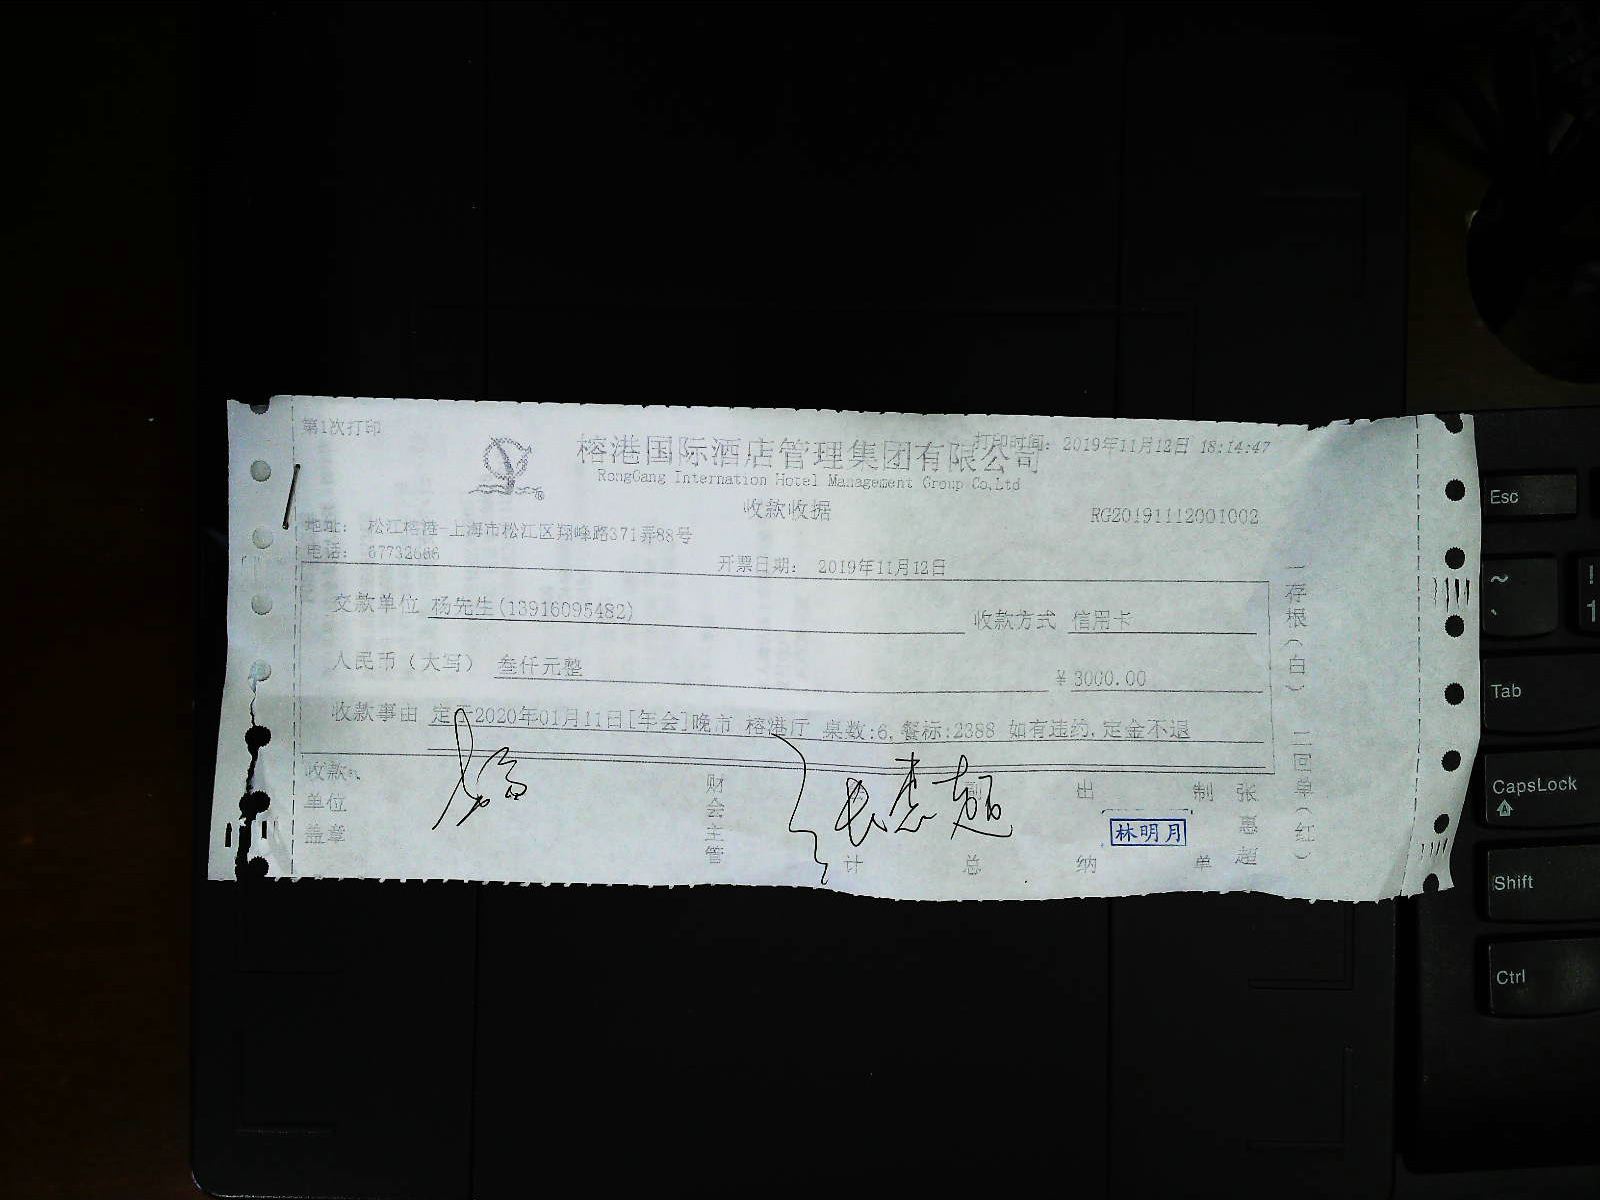 第1次打印
打印时间: 2019年11月12日 18:14:47
榕港国际酒店管理集团有限公司
RongGang Internation Hotel Management Group Co,Ltd
收款收据
RG20191112001002
地址: 松江榕港-上海市松江区翔峰路371弄88号
电话: 67732666
开票日期: 2019年11月12日
交款单位 杨先生(13916095482)
收款方式 信用卡
人民币(大写) 叁仟元整
¥3000.00
收款事由 定于2020年01月11日[年会]晚市 榕港厅 桌数:6,餐标:2388 如有违约,定金不退
收款单位盖章
财会主管
计
总
出纳
林明月
制单
张惠超
一存根(白) 二回单(红)
Esc
~
`
!
1
Tab
CapsLock
Shift
Ctrl